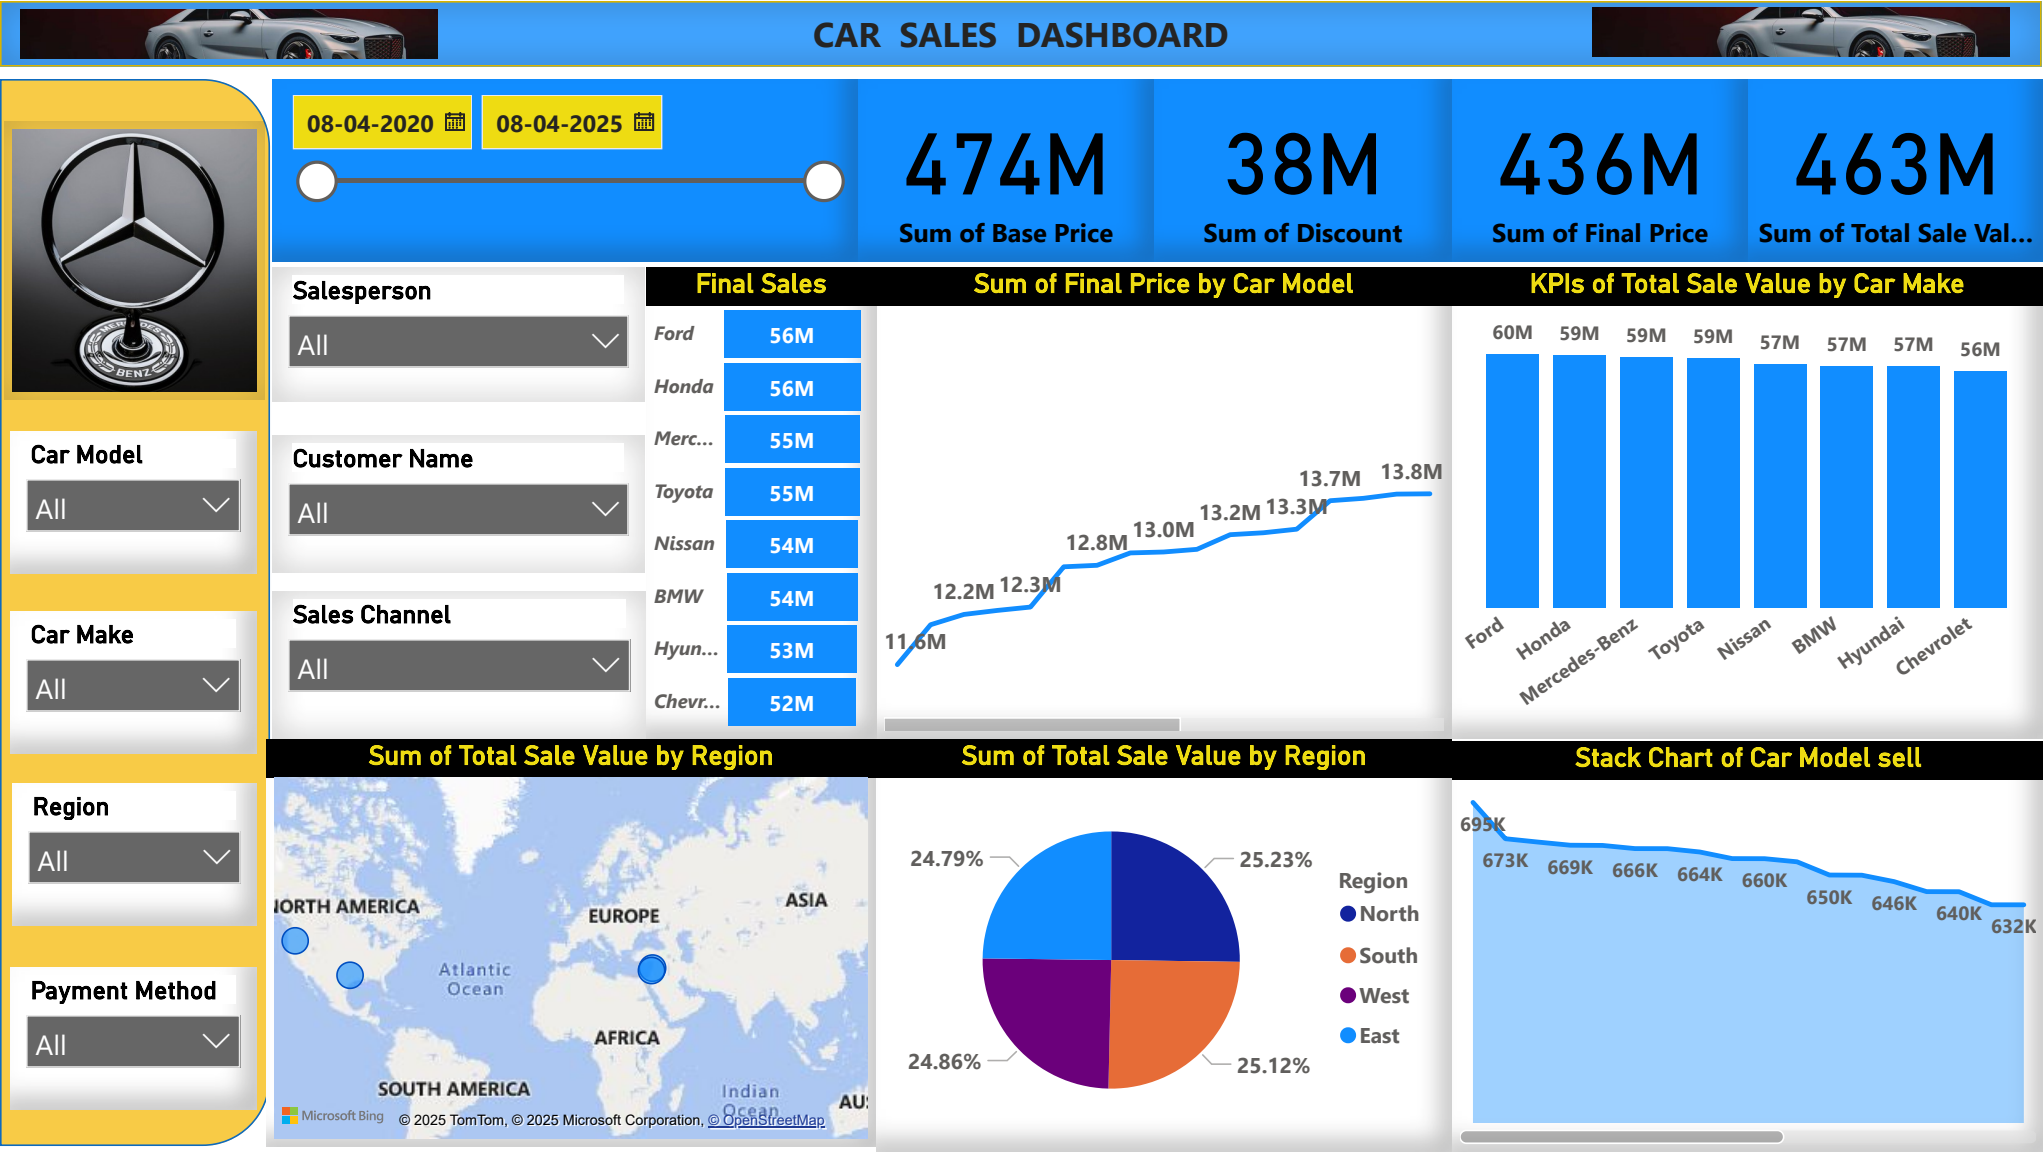 CAR SALES DASHBOARD
08-04-2020
08-04-2025
474M
Sum of Base Price
38M
Sum of Discount
436M
Sum of Final Price
463M
Sum of Total Sale Val...
MERCEDES
BENZ
Car Model
All
Car Make
All
Region
All
Payment Method
All
Salesperson
All
Customer Name
All
Sales Channel
All
Final Sales
Ford 56M
Honda 56M
Merc... 55M
Toyota 55M
Nissan 54M
BMW 54M
Hyun... 53M
Chevr... 52M
Sum of Final Price by Car Model
11.6M
12.2M
12.3M
12.8M
13.0M
13.2M
13.3M
13.7M
13.8M
KPIs of Total Sale Value by Car Make
60M 59M 59M 59M 57M 57M 57M 56M
Ford
Honda
Mercedes-Benz
Toyota
Nissan
BMW
Hyundai
Chevrolet
Sum of Total Sale Value by Region
NORTH AMERICA
EUROPE
ASIA
Atlantic
Ocean
AFRICA
SOUTH AMERICA
Indian
Ocean
AUS
Microsoft Bing
© 2025 TomTom, © 2025 Microsoft Corporation, © OpenStreetMap
Sum of Total Sale Value by Region
24.79%
25.23%
24.86%
25.12%
Region
North
South
West
East
Stack Chart of Car Model sell
695K
673K
669K
666K
664K
660K
650K
646K
640K
632K